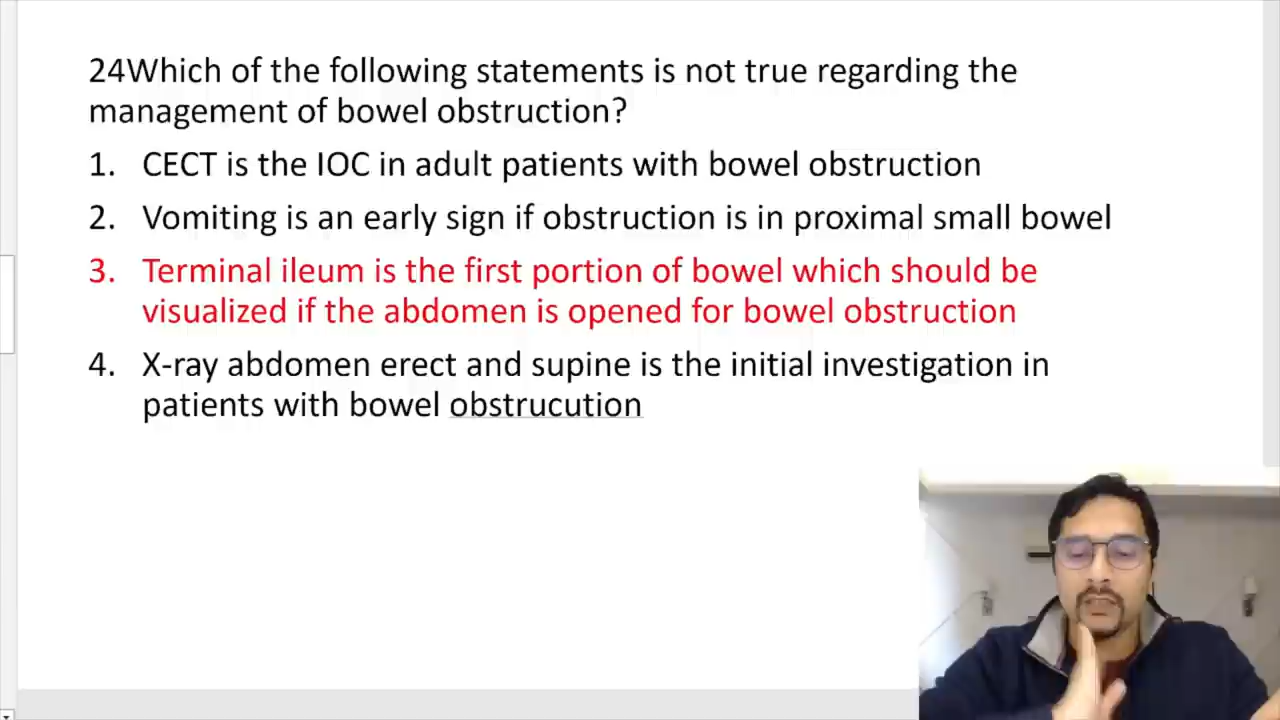 24Which of the following statements is not true regarding the
management of bowel obstruction?
1. CECT is the IOC in adult patients with bowel obstruction
2. Vomiting is an early sign if obstruction is in proximal small bowel
3. Terminal ileum is the first portion of bowel which should be
visualized if the abdomen is opened for bowel obstruction
4. X-ray abdomen erect and supine is the initial investigation in
patients with bowel obstrucution